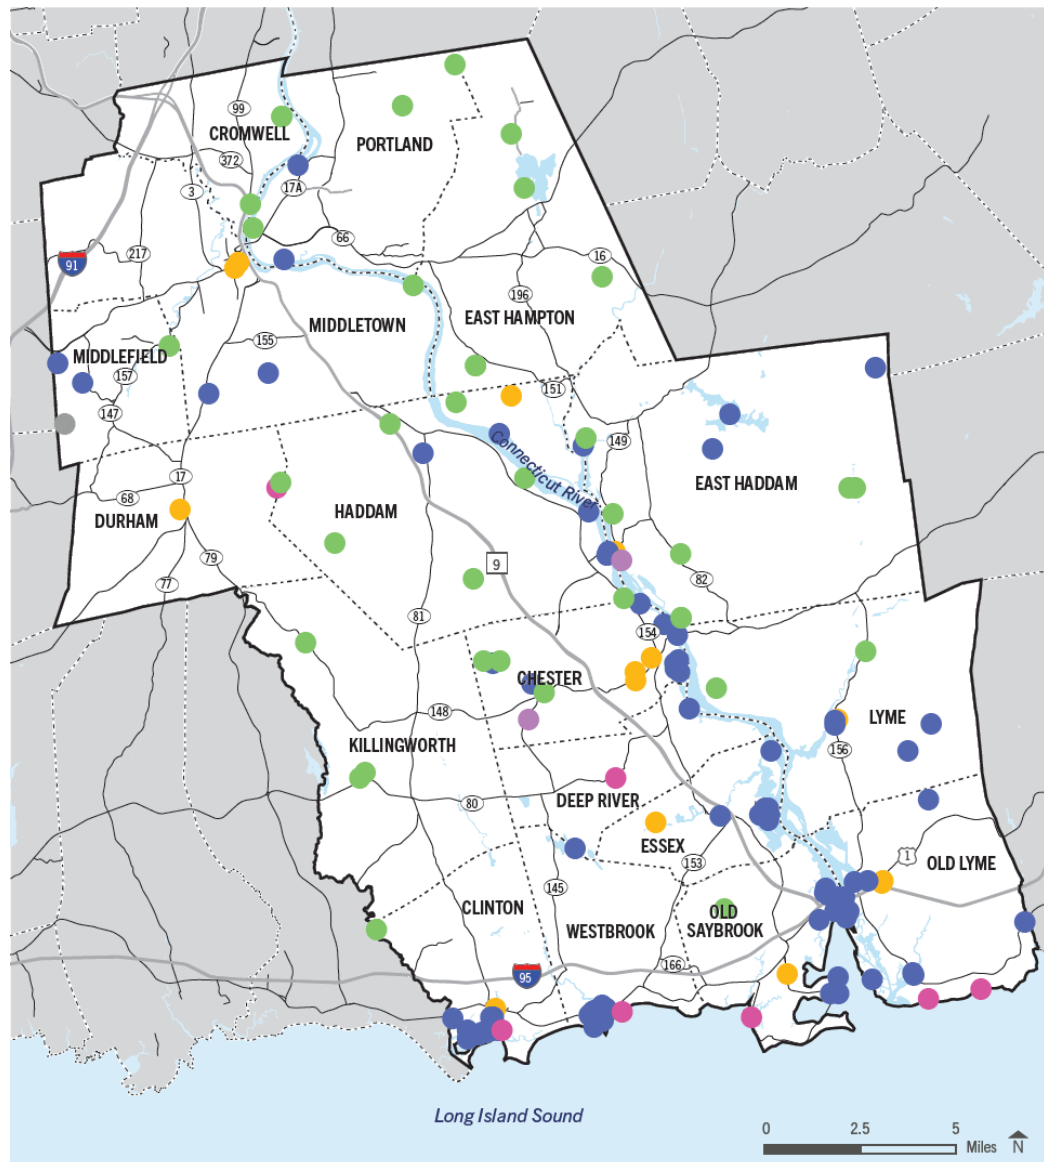 99
CROMWELL
PORTLAND
372
3
17A
66
217
91
16
196
MIDDLETOWN
EAST HAMPTON
155
MIDDLEFIELD
157
151
147
149
Connecticut River
17
68
DURHAM
HADDAM
EAST HADDAM
79
9
77
82
81
154
CHESTER
148
LYME
KILLINGWORTH
156
80
DEEP RIVER
ESSEX
153
1
OLD LYME
145
CLINTON
OLD
SAYBROOK
WESTBROOK
166
95
Long Island Sound
0 2.5 5
Miles N